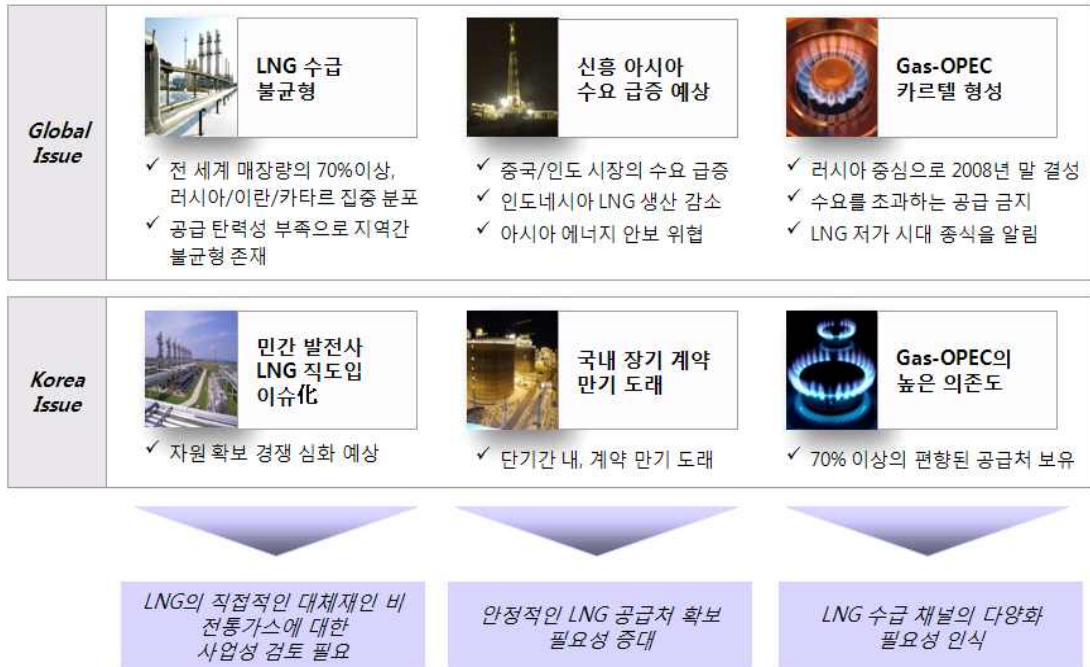 Global
Issue
LNG 수급
불균형
✓ 전 세계 매장량의 70%이상,
러시아/이란/카타르 집중 분포
✓ 공급 탄력성 부족으로 지역간
불균형 존재
신흥 아시아
수요 급증 예상
✓ 중국/인도 시장의 수요 급증
✓ 인도네시아 LNG 생산 감소
✓ 아시아 에너지 안보 위협
Gas-OPEC
카르텔 형성
✓ 러시아 중심으로 2008년 말 결성
✓ 수요를 초과하는 공급 금지
✓ LNG 저가 시대 종식을 알림
Korea
Issue
민간 발전사
LNG 직도입
이슈化
✓ 자원 확보 경쟁 심화 예상
국내 장기 계약
만기 도래
✓ 단기간 내, 계약 만기 도래
Gas-OPEC의
높은 의존도
✓ 70% 이상의 편향된 공급처 보유
LNG의 직접적인 대체재인 비
전통가스에 대한
사업성 검토 필요
안정적인 LNG 공급처 확보
필요성 증대
LNG 수급 채널의 다양화
필요성 인식